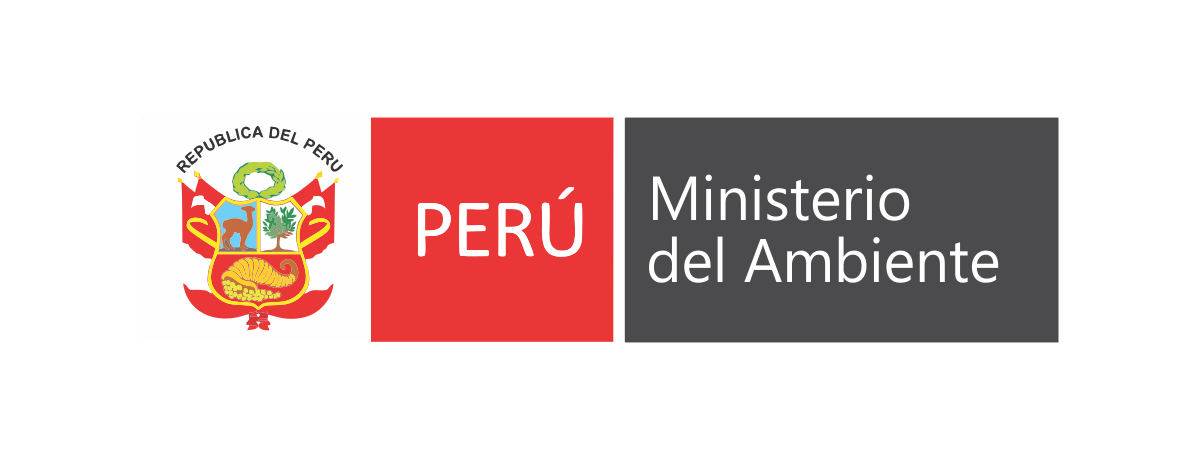 REPUBLICA DEL PERU
PERÚ
Ministerio
del Ambiente